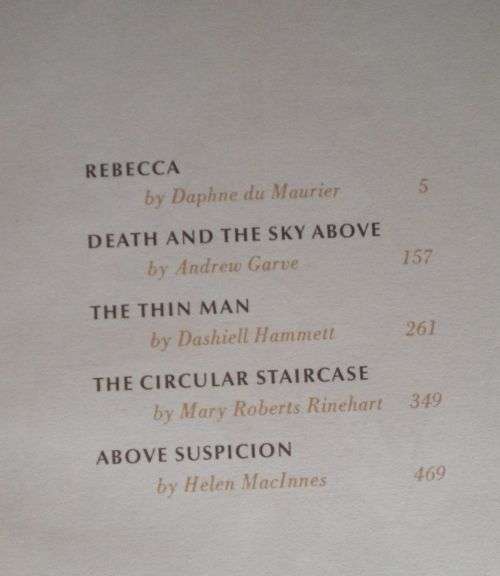 REBECCA
by Daphne du Maurier 5
DEATH AND THE SKY ABOVE
by Andrew Garve 157
THE THIN MAN
by Dashiell Hammett 261
THE CIRCULAR STAIRCASE
by Mary Roberts Rinehart 349
ABOVE SUSPICION
by Helen MacInnes 469